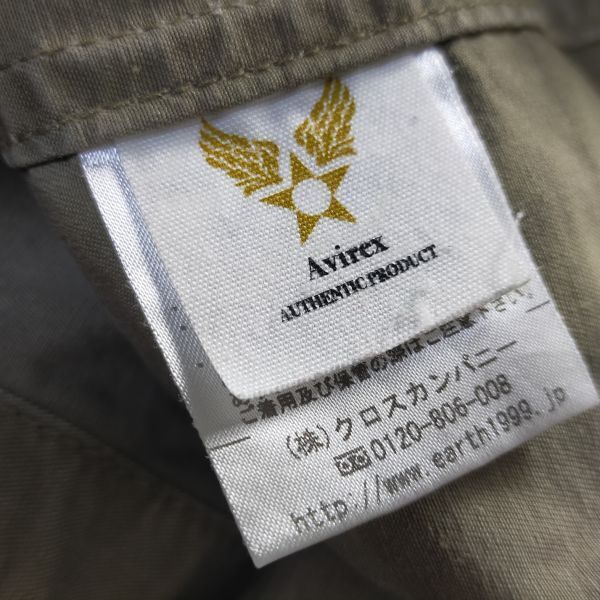 Avirex
AUTHENTIC PRODUCT
ご着用及び保管の際はご注意下さい。
(株)クロスカンパニー
0120-806-008
http://www.earth1999.jp